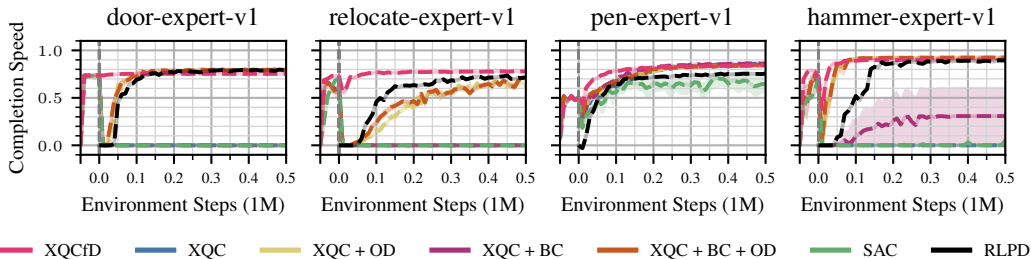 door-expert-v1 relocate-expert-v1 pen-expert-v1 hammer-expert-v1
Completion Speed
1.0
0.5
0.0
0.0 0.1 0.2 0.3 0.4 0.5 0.0 0.1 0.2 0.3 0.4 0.5 0.0 0.1 0.2 0.3 0.4 0.5 0.0 0.1 0.2 0.3 0.4 0.5
Environment Steps (1M) Environment Steps (1M) Environment Steps (1M) Environment Steps (1M)
XQCfD XQC XQC + OD XQC + BC XQC + BC + OD SAC RLPD